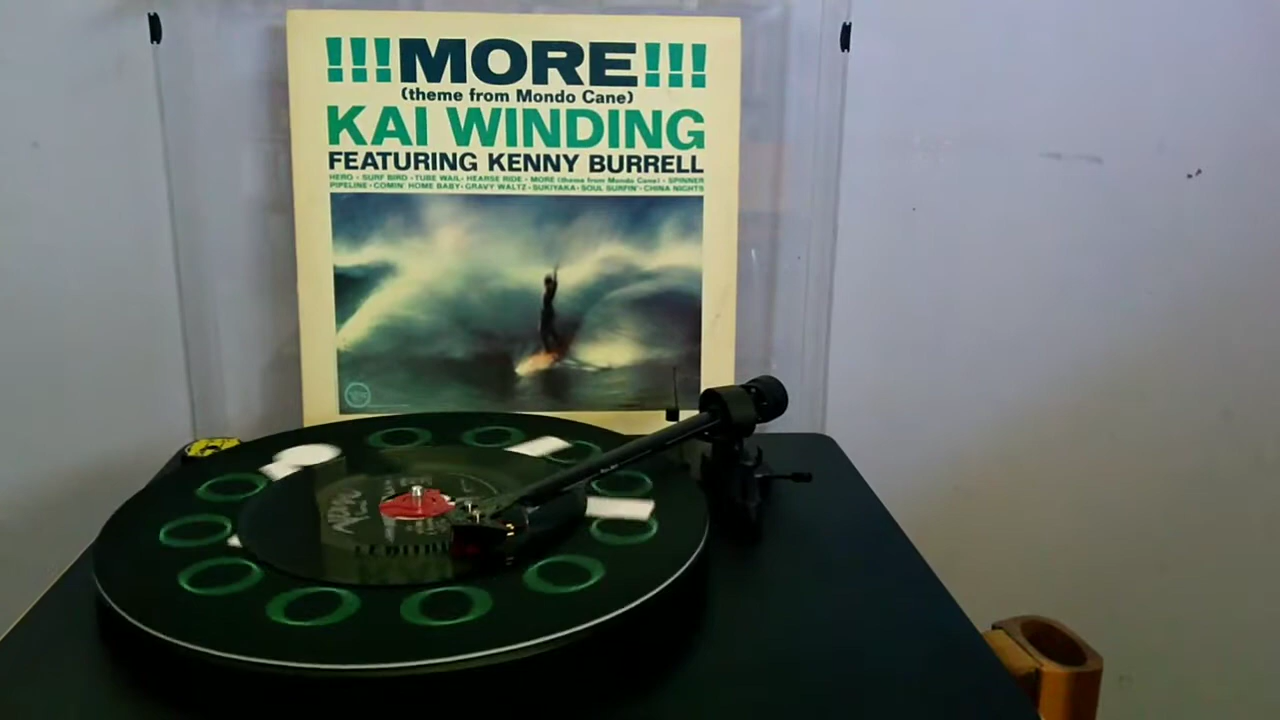 !!!MORE!!!
(theme from Mondo Cane)
KAI WINDING
FEATURING KENNY BURRELL
HERO • SURF BIRD • TUBE WAIL • HEARSE RIDE • MORE (theme from Mondo Cane) • SPINNER
PIPELINE • COMIN' HOME BABY • GRAVY WALTZ • SUKIYAKA • SOUL SURFIN' • CHINA NIGHTS